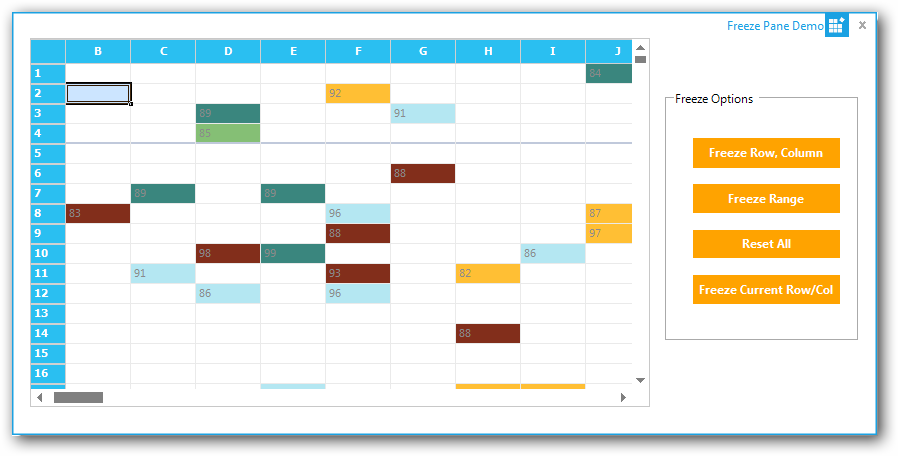 Freeze Pane Demo
B C D E F G H I J
1 84
2 92
3 89 91
4 85
5
6 88
7 89 89
8 83 96 87
9 88 97
10 98 99 86
11 91 93 82
12 86 96
13
14 88
15
16
Freeze Options
Freeze Row, Column
Freeze Range
Reset All
Freeze Current Row/Col